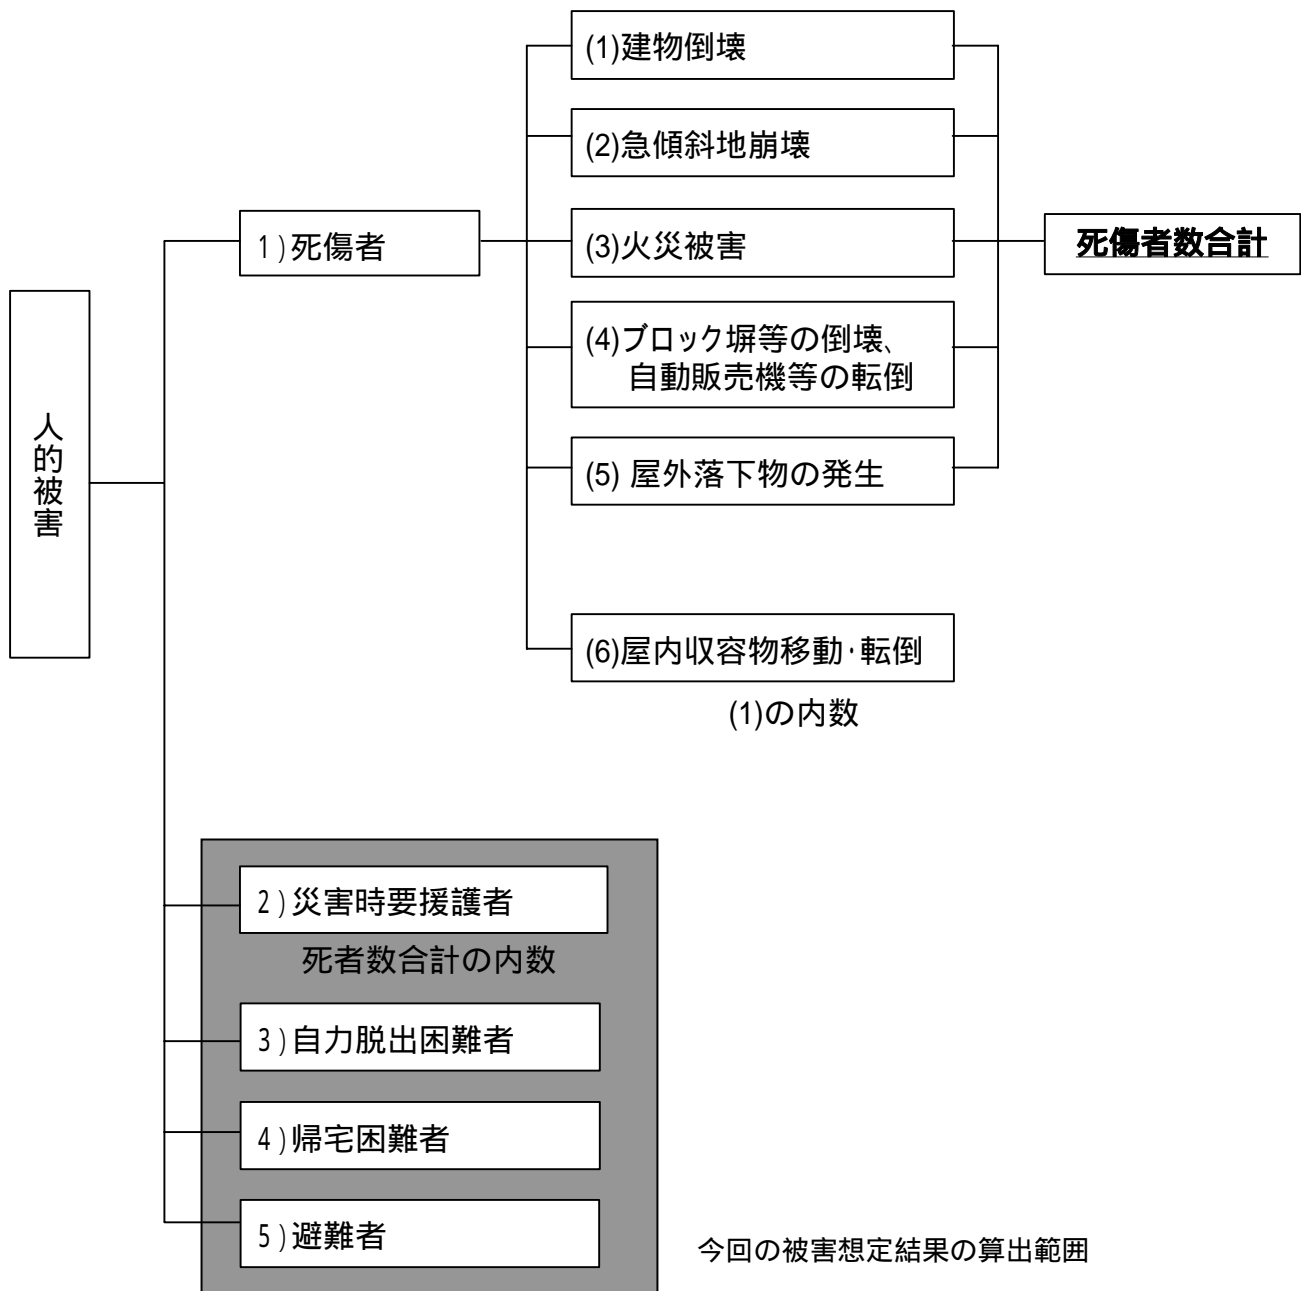 (1)建物倒壊
(2)急傾斜地崩壊
1)死傷者
(3)火災被害
死傷者数合計
(4)ブロック塀等の倒壊、
自動販売機等の転倒
人的被害
(5) 屋外落下物の発生
(6)屋内収容物移動・転倒
(1)の内数
2)災害時要援護者
死者数合計の内数
3)自力脱出困難者
4)帰宅困難者
5)避難者
今回の被害想定結果の算出範囲